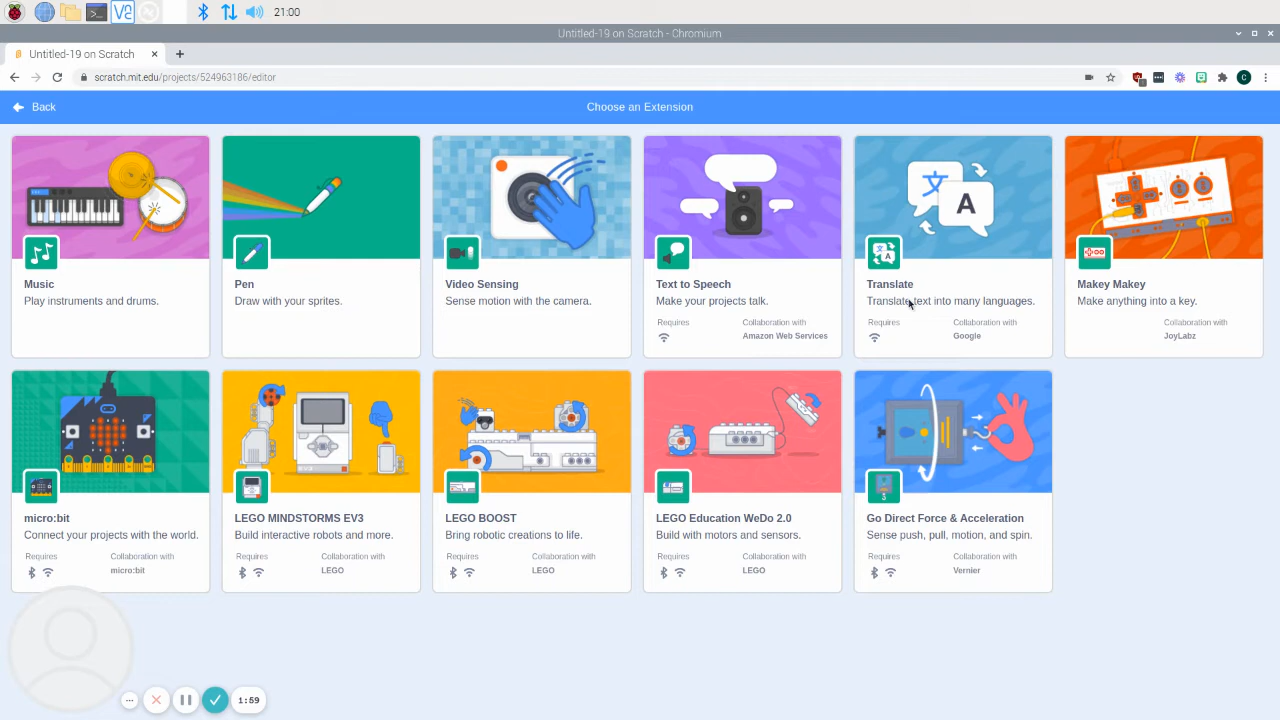 21:00
Untitled-19 on Scratch - Chromium
Untitled-19 on Scratch
scratch.mit.edu/projects/524963186/editor
C
Back
Choose an Extension
文
A
Music
Play instruments and drums.
Pen
Draw with your sprites.
Video Sensing
Sense motion with the camera.
Text to Speech
Make your projects talk.
Requires
Collaboration with
Amazon Web Services
Translate
Translate text into many languages.
Requires
Collaboration with
Google
Makey Makey
Make anything into a key.
Collaboration with
JoyLabz
micro:bit
Connect your projects with the world.
Requires
Collaboration with
micro:bit
LEGO MINDSTORMS EV3
Build interactive robots and more.
Requires
Collaboration with
LEGO
LEGO BOOST
Bring robotic creations to life.
Requires
Collaboration with
LEGO
LEGO Education WeDo 2.0
Build with motors and sensors.
Requires
Collaboration with
LEGO
Go Direct Force & Acceleration
Sense push, pull, motion, and spin.
Requires
Collaboration with
Vernier
1:59